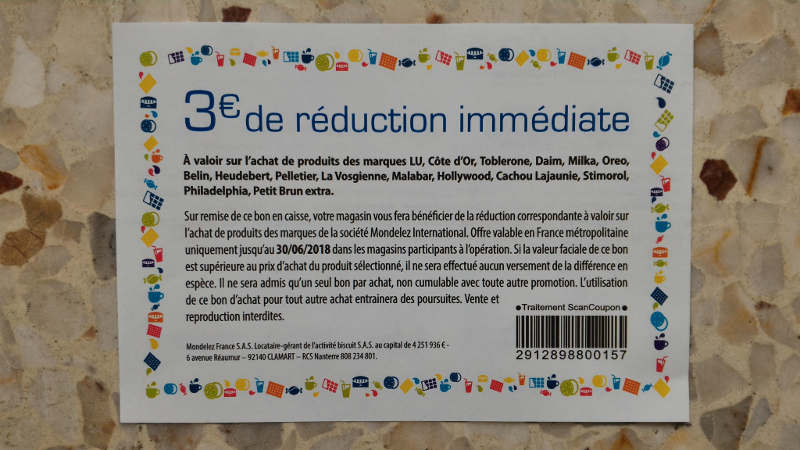 3€ de réduction immédiate
À valoir sur l'achat de produits des marques LU, Côte d'Or, Toblerone, Daim, Milka, Oreo,
Belin, Heudebert, Pelletier, La Vosgienne, Malabar, Hollywood, Cachou Lajaunie, Stimorol,
Philadelphia, Petit Brun extra.
Sur remise de ce bon en caisse, votre magasin vous fera bénéficier de la réduction correspondante à valoir sur
l'achat de produits des marques de la société Mondelez International. Offre valable en France métropolitaine
uniquement jusqu'au 30/06/2018 dans les magasins participants à l'opération. Si la valeur faciale de ce bon
est supérieure au prix d'achat du produit sélectionné, il ne sera effectué aucun versement de la différence en
espèce. Il ne sera admis qu'un seul bon par achat, non cumulable avec toute autre promotion. L'utilisation
de ce bon d'achat pour tout autre achat entrainera des poursuites. Vente et
reproduction interdites.
•Traitement ScanCoupon•
Mondelez France S.A.S. Locataire-gérant de l'activité biscuit S.A.S. au capital de 4 251 936 € -
6 avenue Réaumur – 92140 CLAMART – RCS Nanterre 808 234 801.
2912898800157